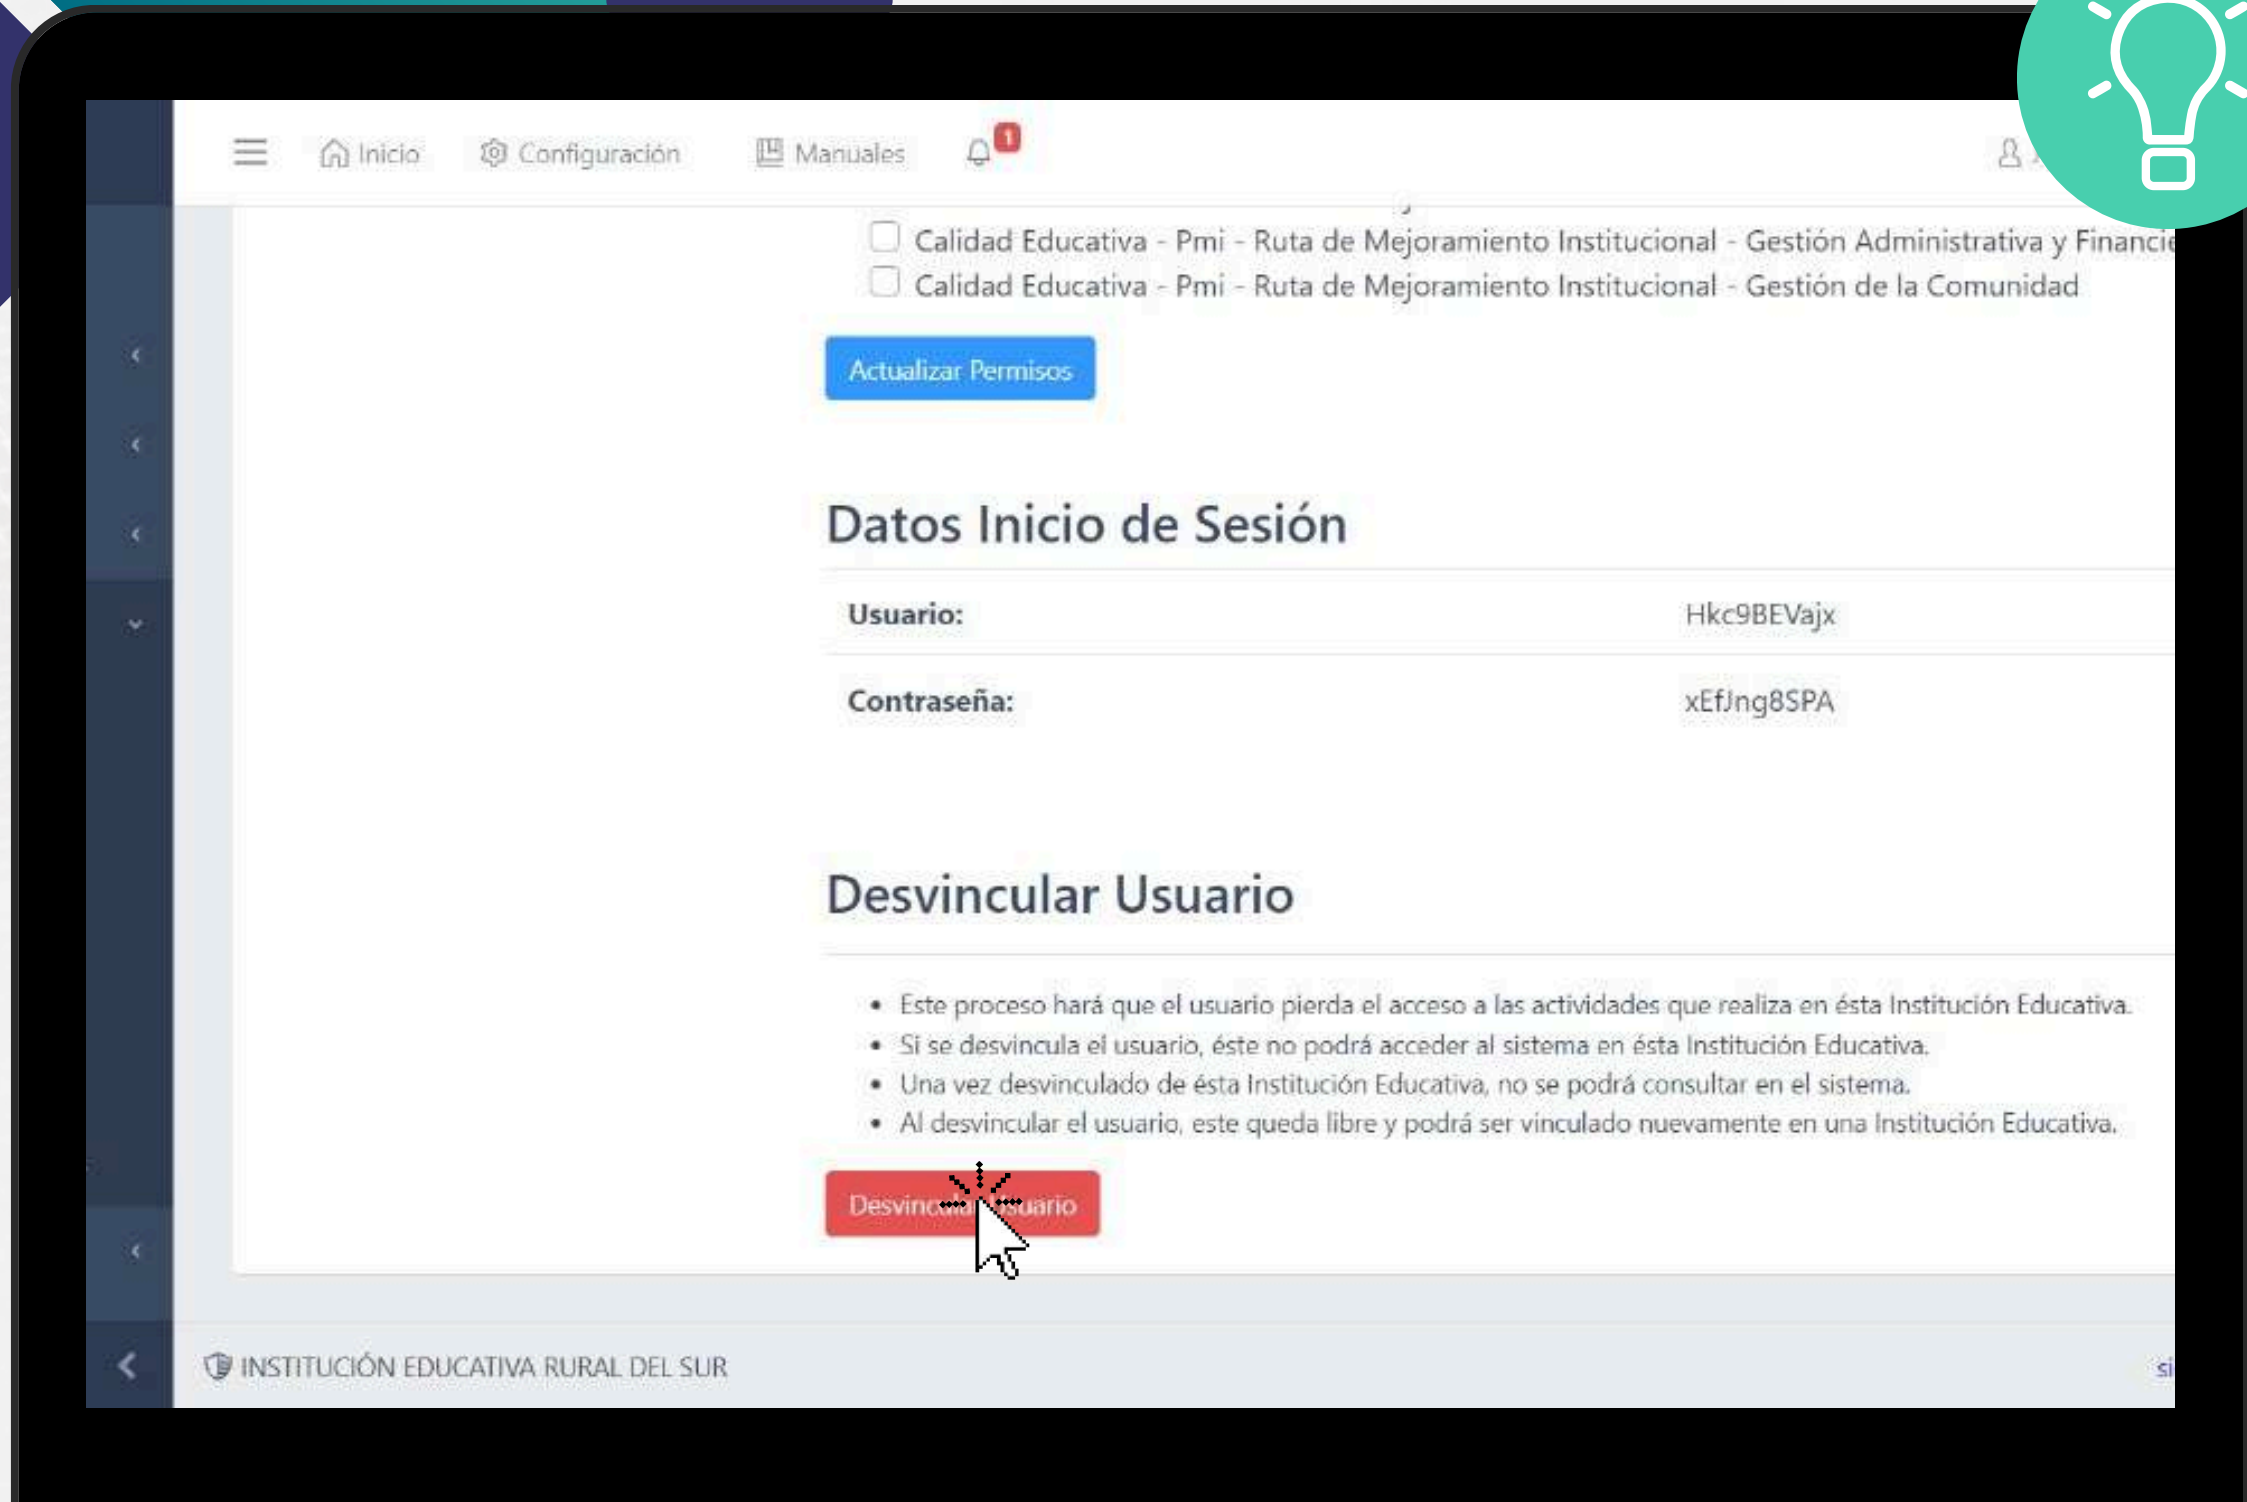 Inicio Configuración Manuales 1
Calidad Educativa - Pmi - Ruta de Mejoramiento Institucional - Gestión Administrativa y Financie
Calidad Educativa - Pmi - Ruta de Mejoramiento Institucional - Gestión de la Comunidad
Actualizar Permisos
Datos Inicio de Sesión
Usuario: Hkc9BEVajx
Contraseña: xEfJng8SPA
Desvincular Usuario
• Este proceso hará que el usuario pierda el acceso a las actividades que realiza en ésta Institución Educativa.
• Si se desvincula el usuario, éste no podrá acceder al sistema en ésta Institución Educativa.
• Una vez desvinculado de ésta Institución Educativa, no se podrá consultar en el sistema.
• Al desvincular el usuario, este queda libre y podrá ser vinculado nuevamente en una Institución Educativa.
Desvincular Usuario
INSTITUCIÓN EDUCATIVA RURAL DEL SUR
si